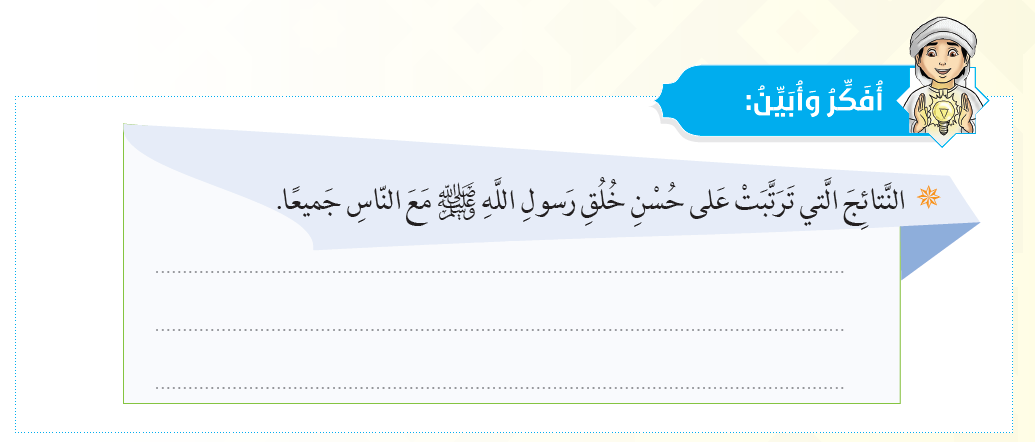 أُفَكِّرُ وَأُبَيِّنُ:
النَّتائِجَ الَّتي تَرَتَّبَتْ عَلى حُسْنِ خُلُقِ رَسولِ اللَّهِ ﷺ مَعَ النّاسِ جَميعًا.